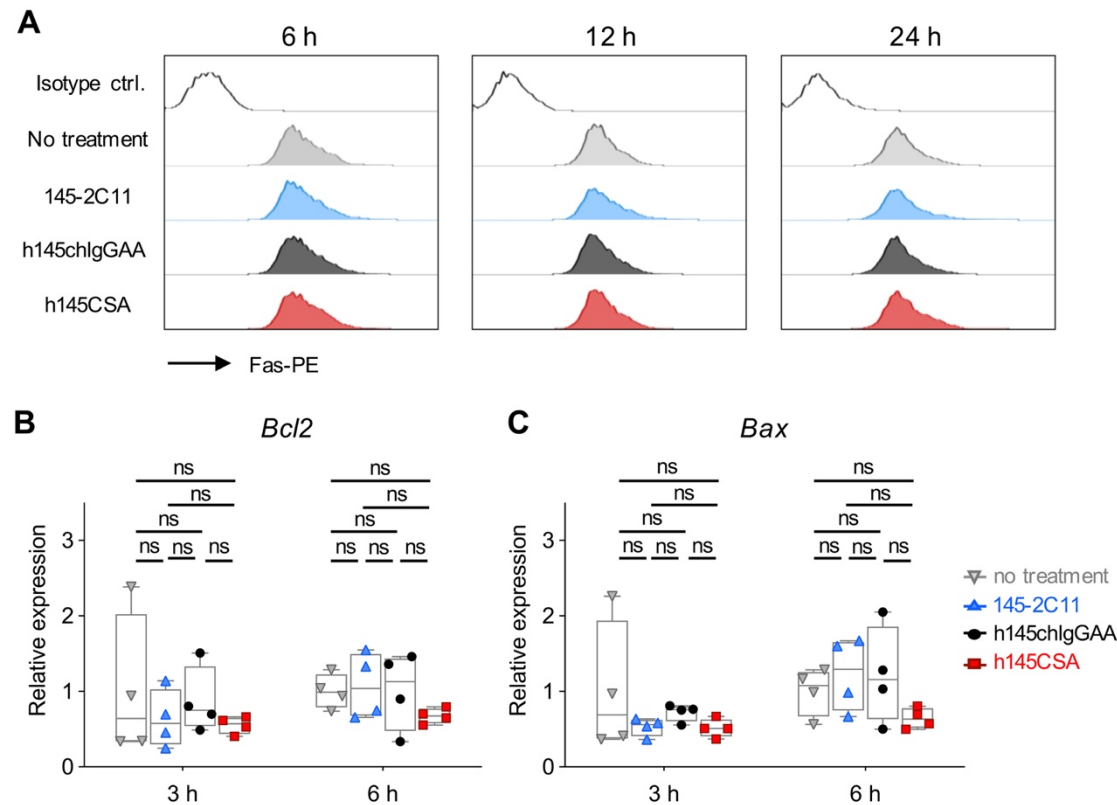 A
6 h 12 h 24 h
Isotype ctrl.
No treatment
145-2C11
h145chIgGAA
h145CSA
Fas-PE
B Bcl2
ns ns
ns ns
ns ns
ns ns ns ns ns ns
Relative expression
3
2
1
0
3 h 6 h
C Bax
ns ns
ns ns
ns ns
ns ns ns ns ns ns
Relative expression
3
2
1
0
3 h 6 h
no treatment
145-2C11
h145chIgGAA
h145CSA